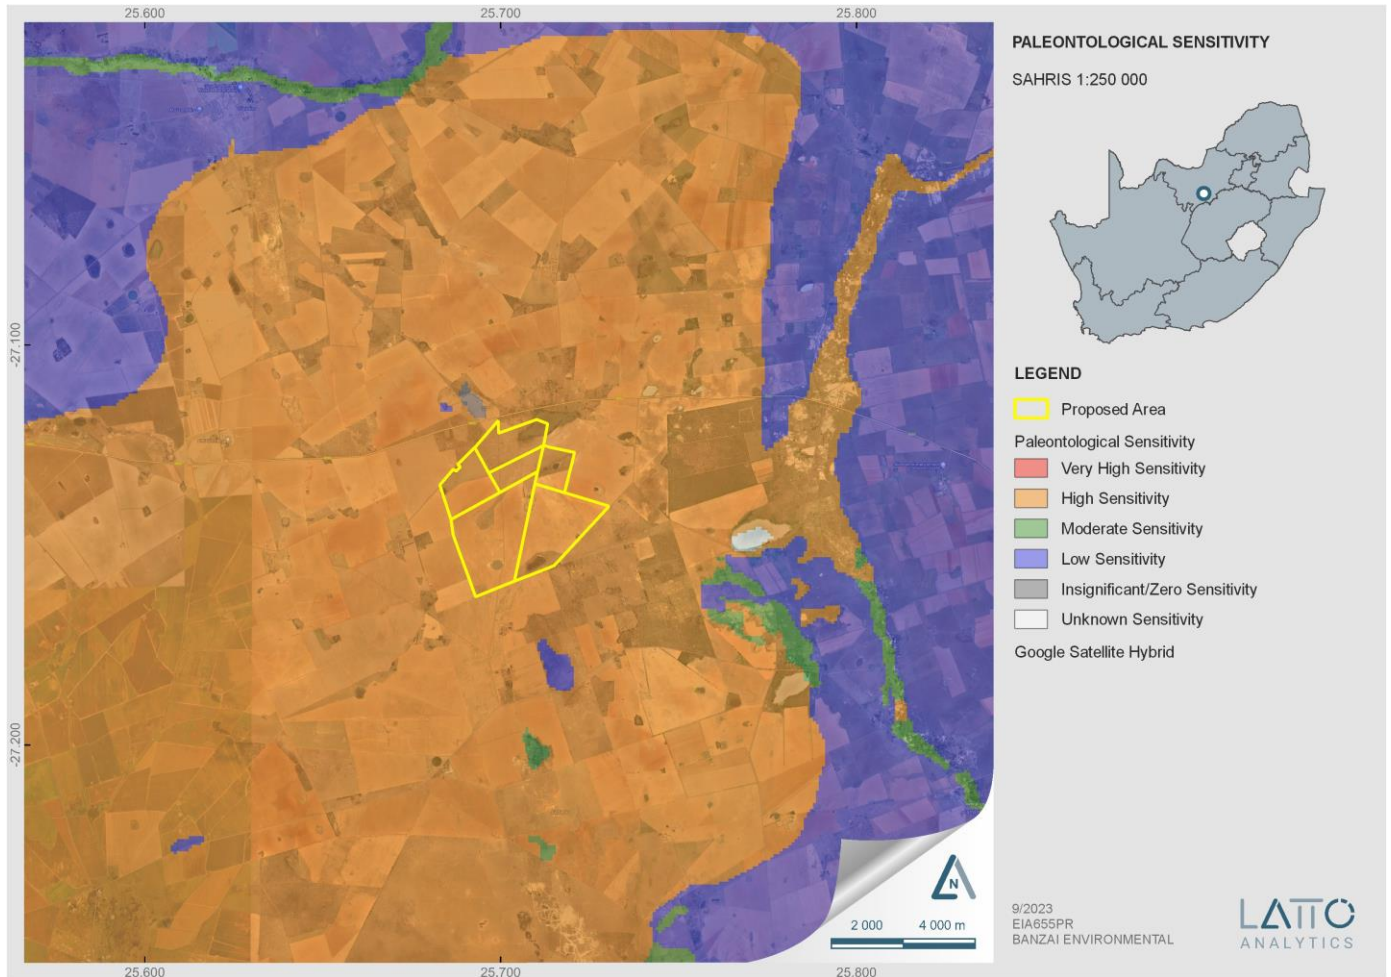 25.600
25.700
25.800
-27.100
-27.200
25.600
25.700
25.800
2 000
4 000 m
N
PALEONTOLOGICAL SENSITIVITY
SAHRIS 1:250 000
LEGEND
Proposed Area
Paleontological Sensitivity
Very High Sensitivity
High Sensitivity
Moderate Sensitivity
Low Sensitivity
Insignificant/Zero Sensitivity
Unknown Sensitivity
Google Satellite Hybrid
9/2023
EIA655PR
BANZAI ENVIRONMENTAL
LATTO
ANALYTICS